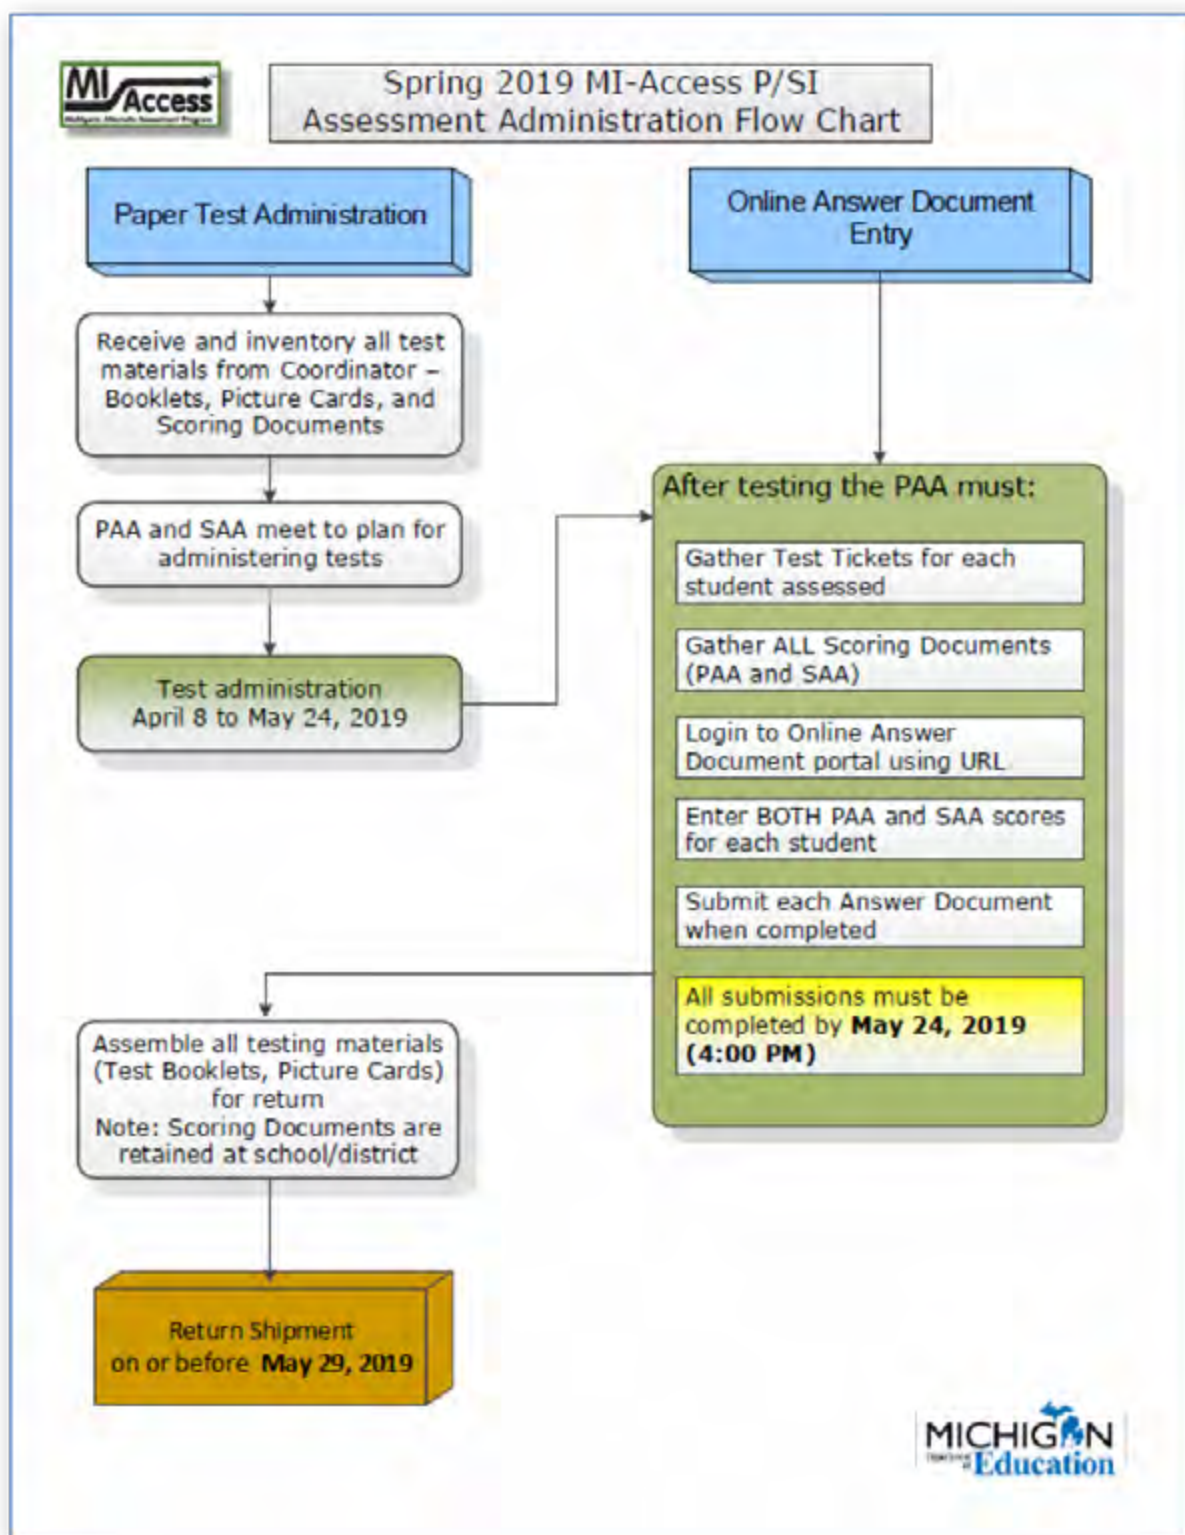 MI
Access
Spring 2019 MI-Access P/SI
Assessment Administration Flow Chart
Paper Test Administration
Receive and inventory all test
materials from Coordinator –
Booklets, Picture Cards, and
Scoring Documents
PAA and SAA meet to plan for
administering tests
Test administration
April 8 to May 24, 2019
Online Answer Document
Entry
After testing the PAA must:
Gather Test Tickets for each
student assessed
Gather ALL Scoring Documents
(PAA and SAA)
Login to Online Answer
Document portal using URL
Enter BOTH PAA and SAA scores
for each student
Submit each Answer Document
when completed
All submissions must be
completed by May 24, 2019
(4:00 PM)
Assemble all testing materials
(Test Booklets, Picture Cards)
for return
Note: Scoring Documents are
retained at school/district
Return Shipment
on or before May 29, 2019
MICHIGAN
Education